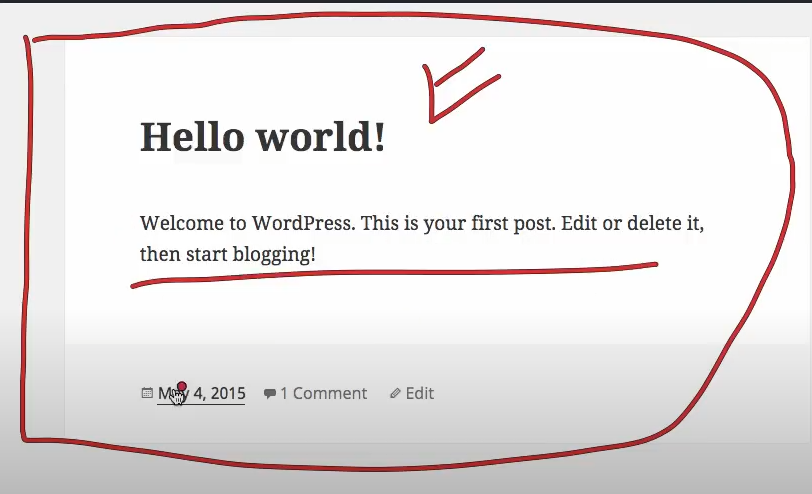 Hello world!
Welcome to WordPress. This is your first post. Edit or delete it,
then start blogging!
May 4, 2015 1 Comment Edit